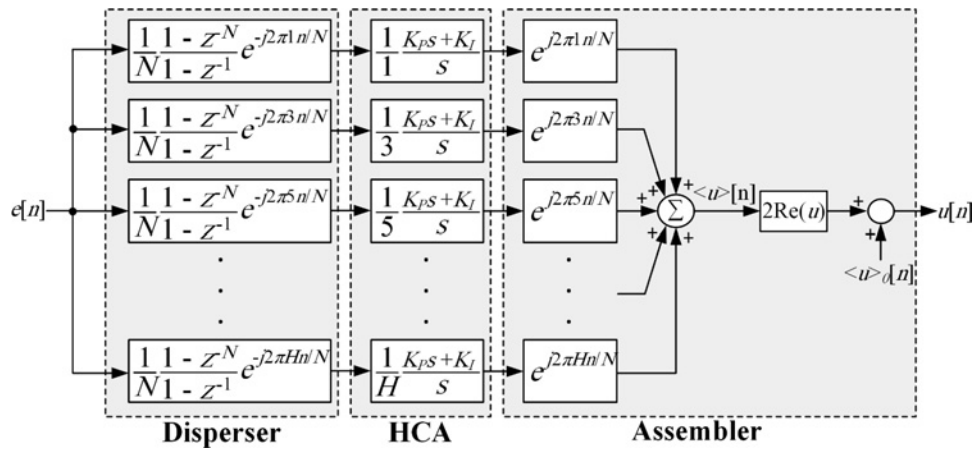 1/N 1 - Z^-N / 1 - Z^-1 e^-j2π1n/N
1/1 K_P s + K_I / s
e^j2π1n/N
1/N 1 - Z^-N / 1 - Z^-1 e^-j2π3n/N
1/3 K_P s + K_I / s
e^j2π3n/N
e[n]
1/N 1 - Z^-N / 1 - Z^-1 e^-j2π5n/N
1/5 K_P s + K_I / s
e^j2π5n/N
+ + + + + +
Σ
<u>[n]
2Re(u)
+
+
u[n]
<u>_0[n]
1/N 1 - Z^-N / 1 - Z^-1 e^-j2πHn/N
1/H K_P s + K_I / s
e^j2πHn/N
Disperser
HCA
Assembler